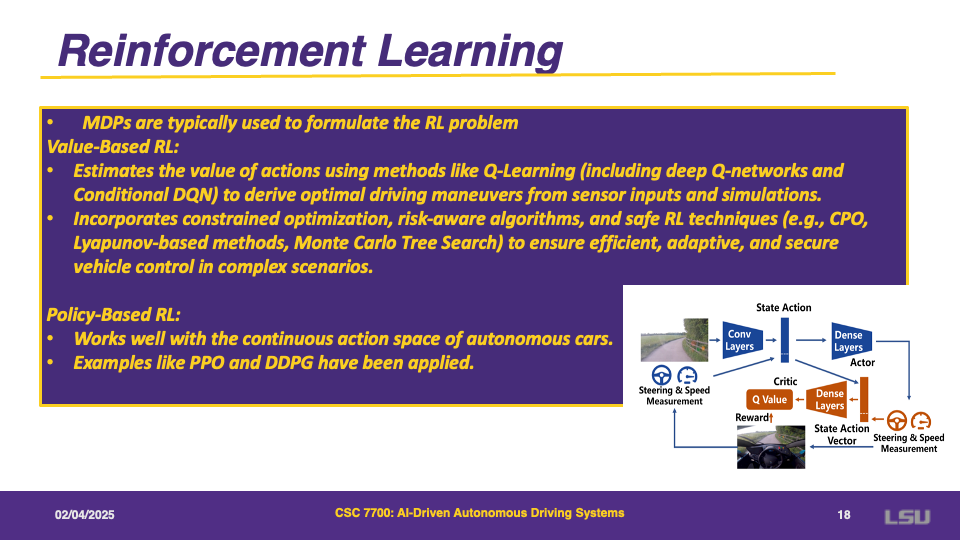 Reinforcement Learning
• MDPs are typically used to formulate the RL problem
Value-Based RL:
• Estimates the value of actions using methods like Q-Learning (including deep Q-networks and
Conditional DQN) to derive optimal driving maneuvers from sensor inputs and simulations.
• Incorporates constrained optimization, risk-aware algorithms, and safe RL techniques (e.g., CPO,
Lyapunov-based methods, Monte Carlo Tree Search) to ensure efficient, adaptive, and secure
vehicle control in complex scenarios.
Policy-Based RL:
• Works well with the continuous action space of autonomous cars.
• Examples like PPO and DDPG have been applied.
State Action
Conv
Layers
Dense
Layers
Actor
Steering & Speed
Measurement
Critic
Q Value
Dense
Layers
Reward
State Action
Vector
Steering & Speed
Measurement
02/04/2025
CSC 7700: AI-Driven Autonomous Driving Systems
18
LSU